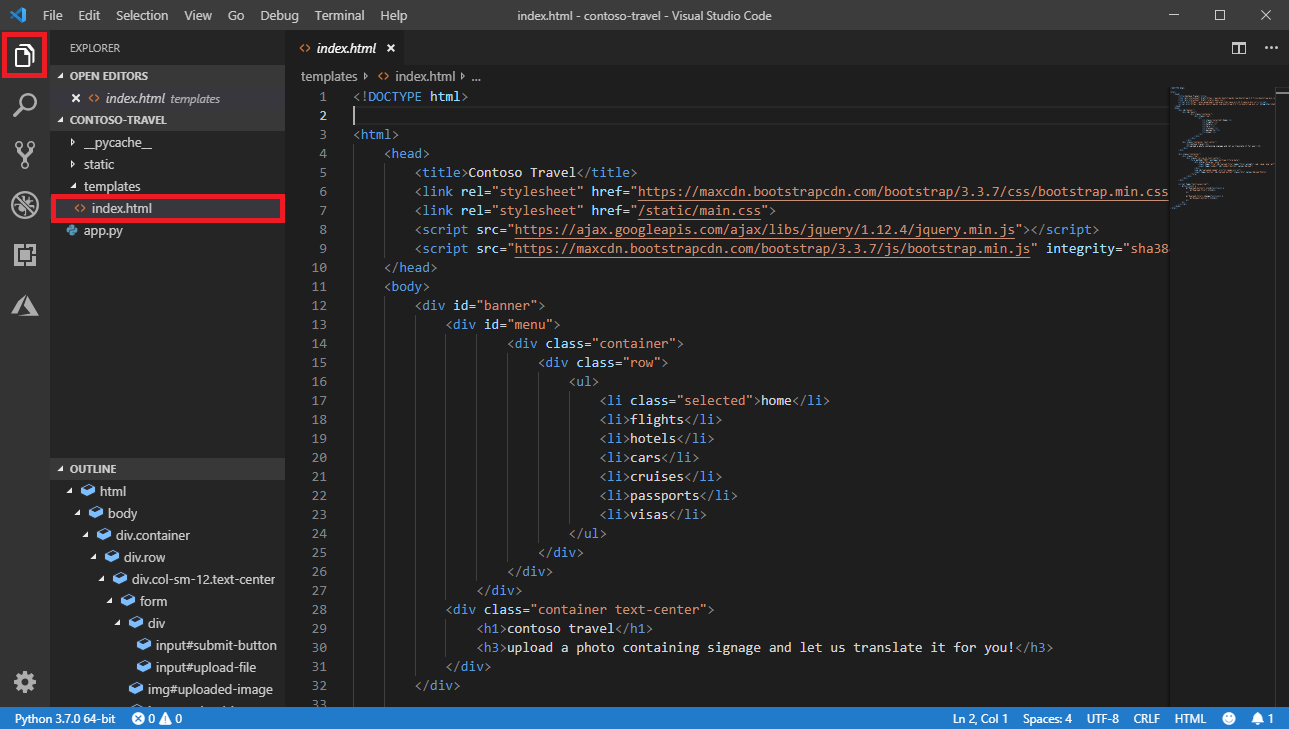 File Edit Selection View Go Debug Terminal Help
index.html - contoso-travel - Visual Studio Code
EXPLORER
OPEN EDITORS
index.html templates
CONTOSO-TRAVEL
__pycache__
static
templates
index.html
app.py
OUTLINE
html
body
div.container
div.row
div.col-sm-12.text-center
form
div
input#submit-button
input#upload-file
img#uploaded-image
index.html
templates index.html ...
1 <!DOCTYPE html>
2
3 <html>
4 <head>
5 <title>Contoso Travel</title>
6 <link rel="stylesheet" href="https://maxcdn.bootstrapcdn.com/bootstrap/3.3.7/css/bootstrap.min.css
7 <link rel="stylesheet" href="/static/main.css">
8 <script src="https://ajax.googleapis.com/ajax/libs/jquery/1.12.4/jquery.min.js"></script>
9 <script src="https://maxcdn.bootstrapcdn.com/bootstrap/3.3.7/js/bootstrap.min.js" integrity="sha38
10 </head>
11 <body>
12 <div id="banner">
13 <div id="menu">
14 <div class="container">
15 <div class="row">
16 <ul>
17 <li class="selected">home</li>
18 <li>flights</li>
19 <li>hotels</li>
20 <li>cars</li>
21 <li>cruises</li>
22 <li>passports</li>
23 <li>visas</li>
24 </ul>
25 </div>
26 </div>
27 </div>
28 <div class="container text-center">
29 <h1>contoso travel</h1>
30 <h3>upload a photo containing signage and let us translate it for you!</h3>
31 </div>
32 </div>
33
Python 3.7.0 64-bit 0 0
Ln 2, Col 1 Spaces: 4 UTF-8 CRLF HTML 1